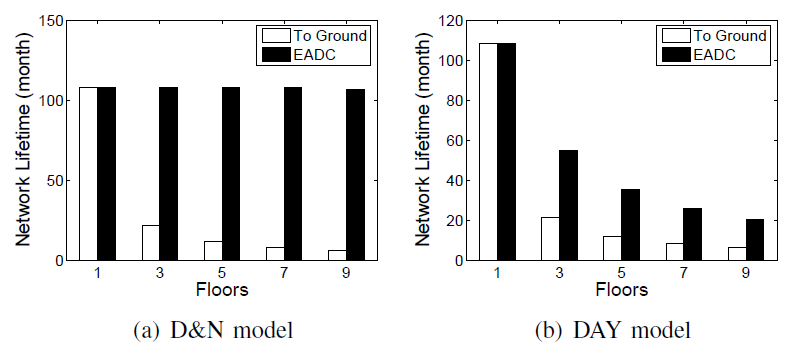 150
100
50
0
Network Lifetime (month)
To Ground
EADC
1 3 5 7 9
Floors
(a) D&N model
120
100
80
60
40
20
0
Network Lifetime (month)
To Ground
EADC
1 3 5 7 9
Floors
(b) DAY model